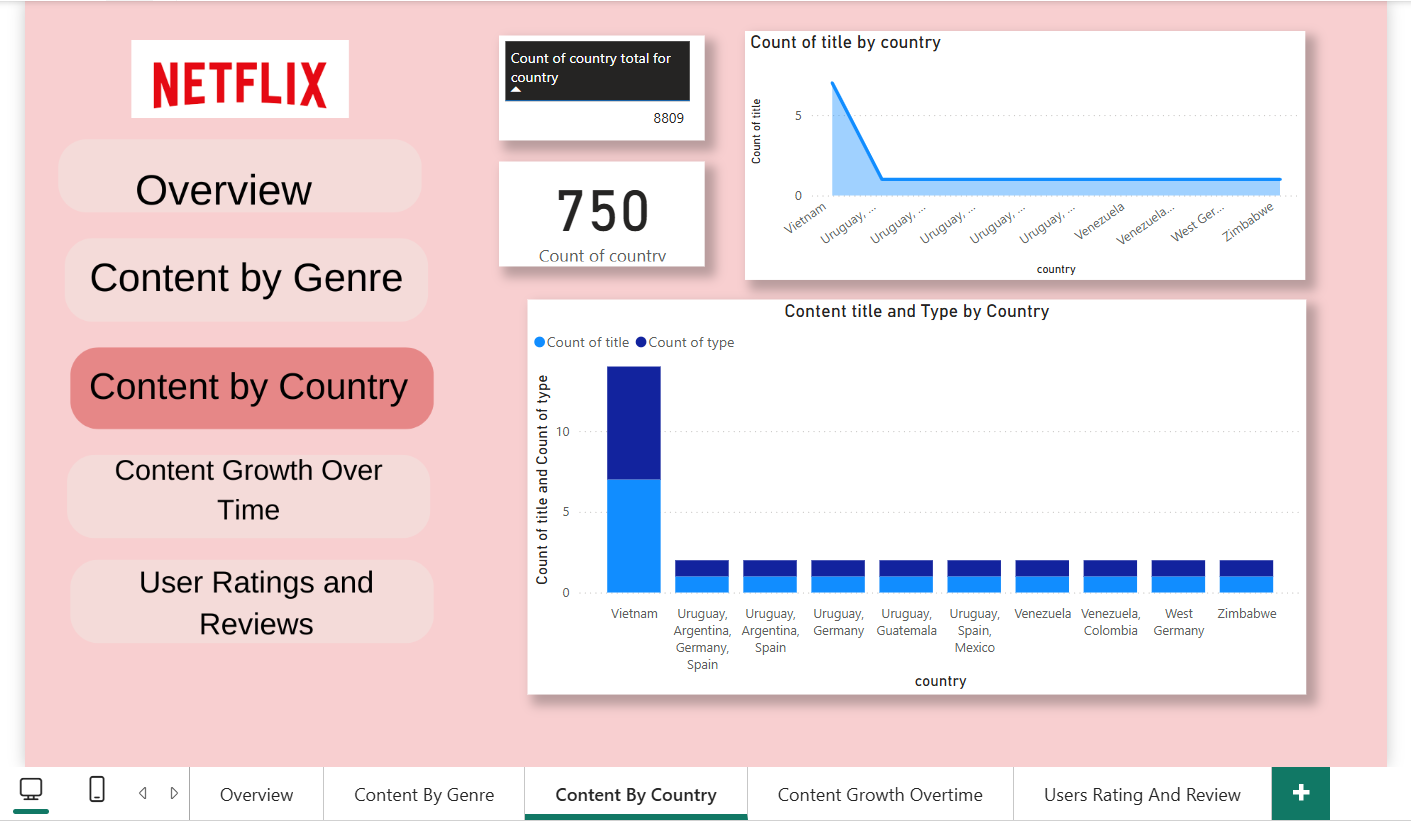 NETFLIX
Overview
Content by Genre
Content by Country
Content Growth Over
Time
User Ratings and
Reviews
Count of country total for
country
8809
750
Count of country
Count of title by country
Count of title
5
0
Vietnam
Uruguay, ...
Uruguay, ...
Uruguay, ...
Uruguay, ...
Uruguay, ...
Venezuela
Venezuela...
West Ger...
Zimbabwe
country
Content title and Type by Country
Count of title
Count of type
Count of title and Count of type
10
5
0
Vietnam
Uruguay,
Argentina,
Germany,
Spain
Uruguay,
Argentina,
Spain
Uruguay,
Germany
Uruguay,
Guatemala
Uruguay,
Spain,
Mexico
Venezuela
Venezuela,
Colombia
West
Germany
Zimbabwe
country
Overview
Content By Genre
Content By Country
Content Growth Overtime
Users Rating And Review
+